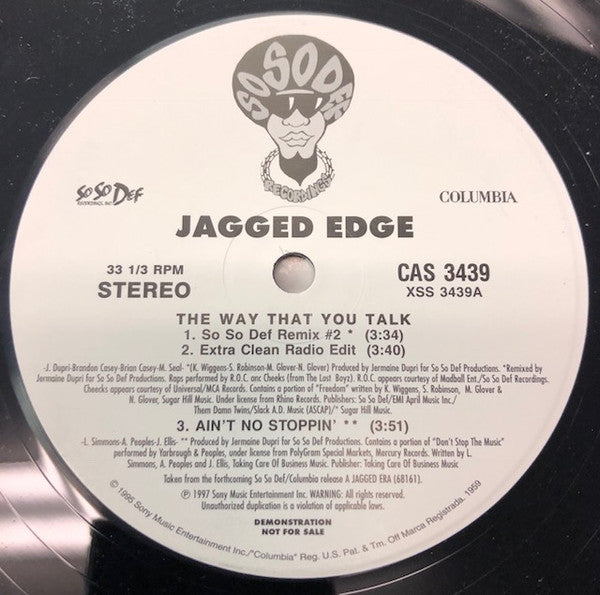 SO SO DEF
RECORDINGS
So So DEF
RECORDINGS, INC.
COLUMBIA
JAGGED EDGE
33 1/3 RPM
STEREO
CAS 3439
XSS 3439A
THE WAY THAT YOU TALK
1. So So Def Remix #2 * (3:34)
2. Extra Clean Radio Edit (3:40)
-J. Dupri-Brandon Casey-Brian Casey-M. Seal- *(K. Wiggens-S. Robinson-M. Glover-N. Glover) Produced by Jermaine Dupri for So So Def Productions. *Remixed by
Jermaine Dupri for So So Def Productions. Raps performed by R.O.C. anc Cheeks (from The Lost Boyz). R.O.C. appears courtesy of Madball Ent./So So Def Recordings.
Cheeks appears courtesy of Universal/MCA Records. Contains a portion of "Freedom" written by K. Wiggens, S. Robinson, M. Glover &
N. Glover, Sugar Hill Music. Under license from Rhino Records. Publishers: So So Def/EMI April Music Inc./
Them Damn Twins/Slack A.D. Music (ASCAP)/* Sugar Hill Music.
3. AIN'T NO STOPPIN' ** (3:51)
-L. Simmons-A. Peoples-J. Ellis- ** Produced by Jermaine Dupri for So So Def Productions. Contains a portion of "Don't Stop The Music"
performed by Yarbrough & Peoples, under license from PolyGram Special Markets, Mercury Records. Written by L.
Simmons, A. Peoples and J. Ellis, Taking Care Of Business Music. Publisher: Taking Care Of Business Music
Taken from the forthcoming So So Def/Columbia release A JAGGED ERA (68161).
℗ 1997 Sony Music Entertainment Inc. WARNING: All rights reserved.
Unauthorized duplication is a violation of applicable laws.
DEMONSTRATION
NOT FOR SALE
© 1995 Sony Music Entertainment Inc./"Columbia" Reg. U.S. Pat. & Tm. Off Marca Registrada. 1959